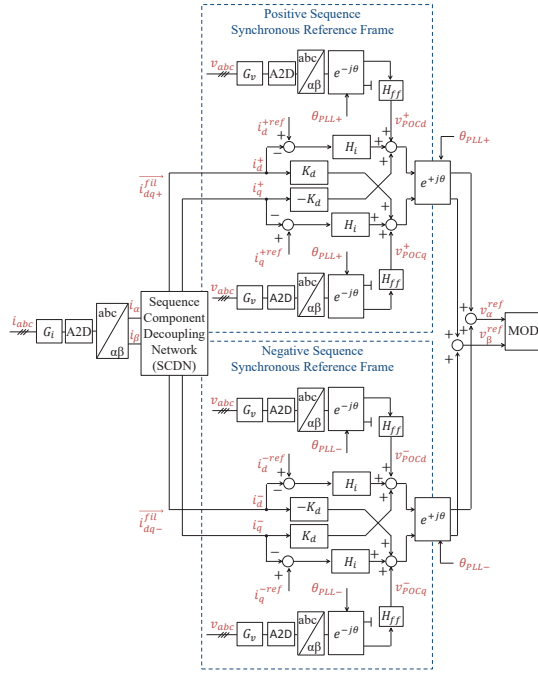 Positive Sequence
Synchronous Reference Frame
v_abc
G_v
A2D
abc
αβ
e^{-jθ}
H_ff
θ_PLL+
v^+_POCd
i_d^{+ref}
θ_PLL+
i_d^+
H_i
K_d
i_q^+
-K_d
e^{+jθ}
i^{fil}_{dq+}
H_i
i_q^{+ref}
θ_PLL+
v^+_POCq
H_ff
v_abc
G_v
A2D
abc
αβ
e^{-jθ}
i_abc
G_i
A2D
abc
αβ
i_α
i_β
Sequence
Component
Decoupling
Network
(SCDN)
v_α^{ref}
v_β^{ref}
MOD
Negative Sequence
Synchronous Reference Frame
v_abc
G_v
A2D
abc
αβ
e^{-jθ}
H_ff
θ_PLL-
v^-_POCd
i_d^{-ref}
i_d^-
H_i
-K_d
i^{fil}_{dq-}
i_q^-
K_d
e^{+jθ}
H_i
θ_PLL-
i_q^{-ref}
θ_PLL-
v^-_POCq
H_ff
v_abc
G_v
A2D
abc
αβ
e^{-jθ}